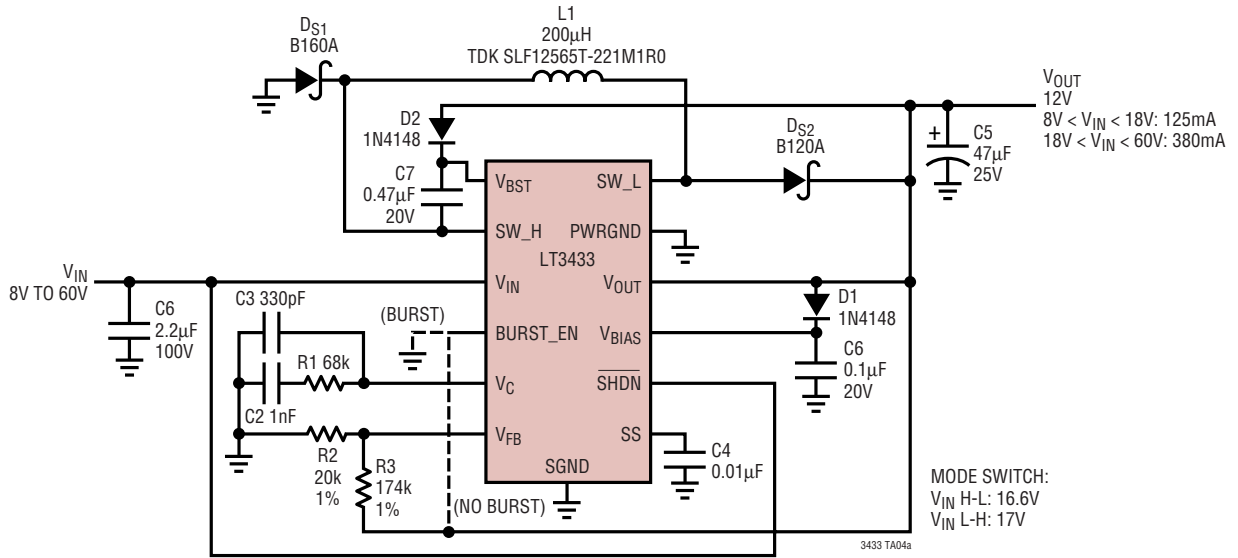 L1
200µH
TDK SLF12565T-221M1R0
DS1
B160A
VOUT
12V
8V < VIN < 18V: 125mA
18V < VIN < 60V: 380mA
D2
1N4148
DS2
B120A
+
C5
47µF
25V
C7
0.47µF
20V
VBST
SW_L
SW_H
PWRGND
LT3433
VIN
8V TO 60V
VIN
VOUT
C6
2.2µF
100V
C3 330pF
(BURST)
BURST_EN
VBIAS
D1
1N4148
R1 68k
C2 1nF
VC
SHDN
C6
0.1µF
20V
VFB
SS
R2
20k
1%
R3
174k
1%
SGND
C4
0.01µF
(NO BURST)
MODE SWITCH:
VIN H-L: 16.6V
VIN L-H: 17V
3433 TA04a